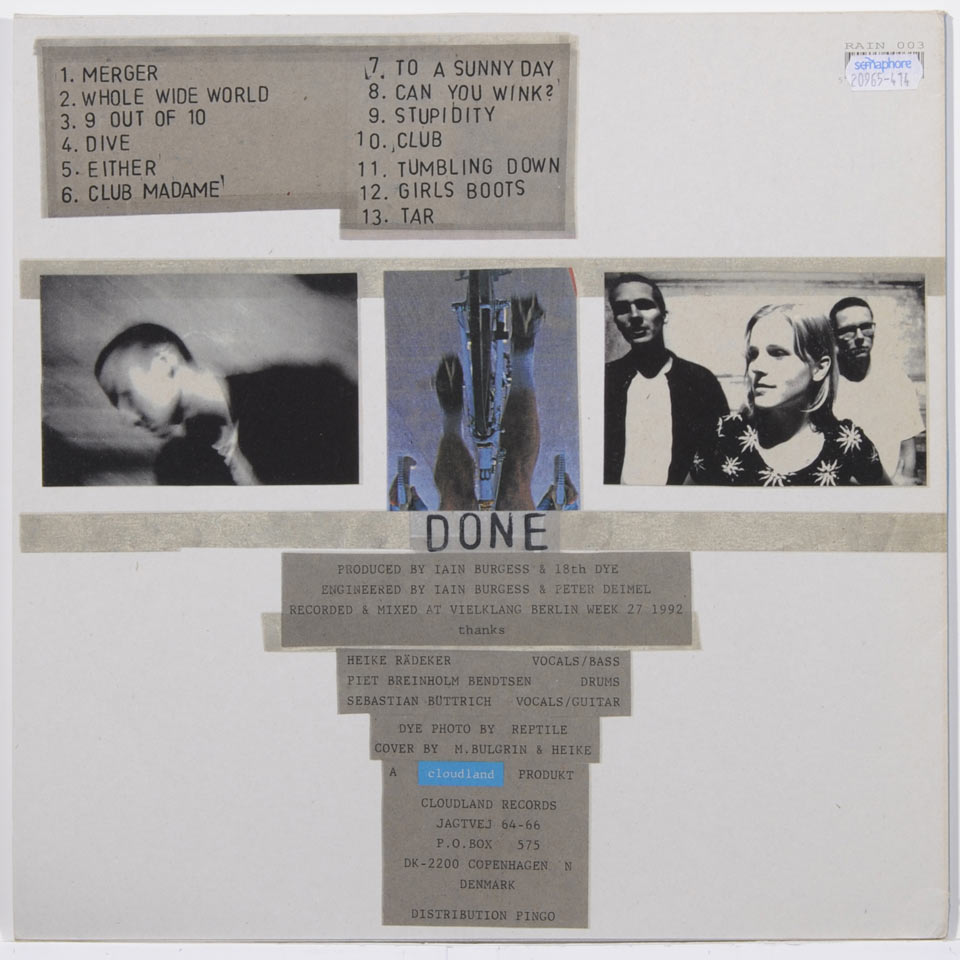 1. MERGER
2. WHOLE WIDE WORLD
3. 9 OUT OF 10
4. DIVE
5. EITHER
6. CLUB MADAME
7. TO A SUNNY DAY
8. CAN YOU WINK?
9. STUPIDITY
10. CLUB
11. TUMBLING DOWN
12. GIRLS BOOTS
13. TAR
RAIN 003
semaphore
20965-414
DONE
PRODUCED BY IAIN BURGESS & 18th DYE
ENGINEERED BY IAIN BURGESS & PETER DEIMEL
RECORDED & MIXED AT VIELKLANG BERLIN WEEK 27 1992
thanks
HEIKE RÄDEKER VOCALS/BASS
PIET BREINHOLM BENDTSEN DRUMS
SEBASTIAN BÜTTRICH VOCALS/GUITAR
DYE PHOTO BY REPTILE
COVER BY M.BULGRIN & HEIKE
A cloudland PRODUKT
CLOUDLAND RECORDS
JAGTVEJ 64-66
P.O.BOX 575
DK-2200 COPENHAGEN N
DENMARK
DISTRIBUTION PINGO